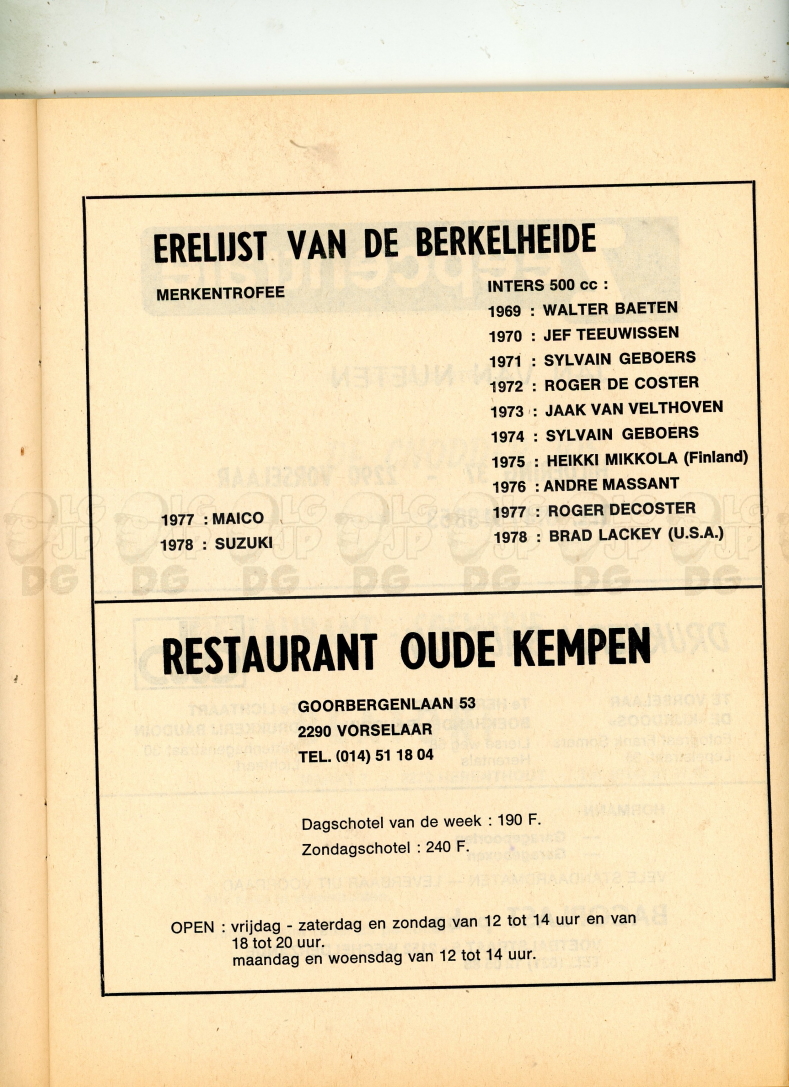 ERELIJST VAN DE BERKELHEIDE
MERKENTROFEE
1977 : MAICO
1978 : SUZUKI
INTERS 500 cc :
1969 : WALTER BAETEN
1970 : JEF TEEUWISSEN
1971 : SYLVAIN GEBOERS
1972 : ROGER DE COSTER
1973 : JAAK VAN VELTHOVEN
1974 : SYLVAIN GEBOERS
1975 : HEIKKI MIKKOLA (Finland)
1976 : ANDRE MASSANT
1977 : ROGER DECOSTER
1978 : BRAD LACKEY (U.S.A.)
RESTAURANT OUDE KEMPEN
GOORBERGENLAAN 53
2290 VORSELAAR
TEL. (014) 51 18 04
Dagschotel van de week : 190 F.
Zondagschotel : 240 F.
OPEN : vrijdag - zaterdag en zondag van 12 tot 14 uur en van
18 tot 20 uur.
maandag en woensdag van 12 tot 14 uur.